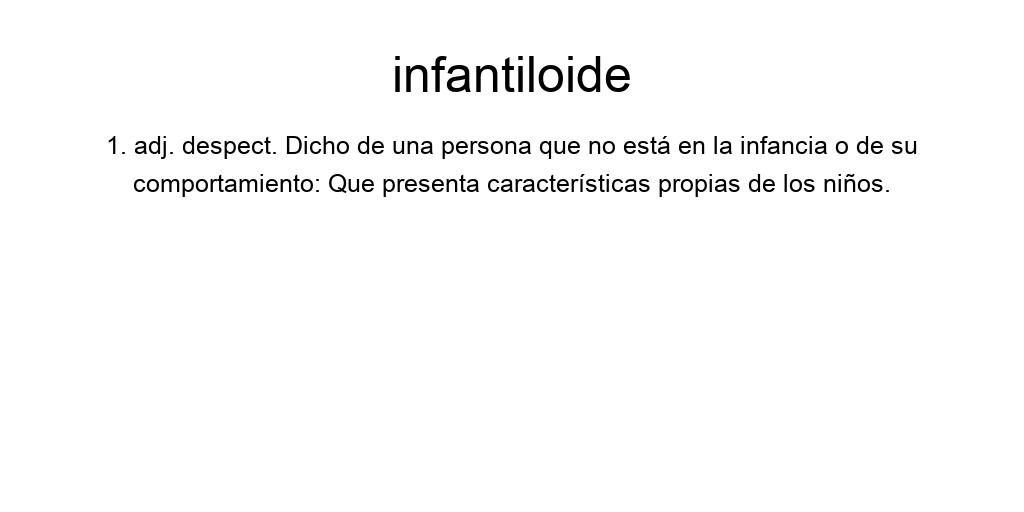 infantiloide
1. adj. despect. Dicho de una persona que no está en la infancia o de su
comportamiento: Que presenta características propias de los niños.